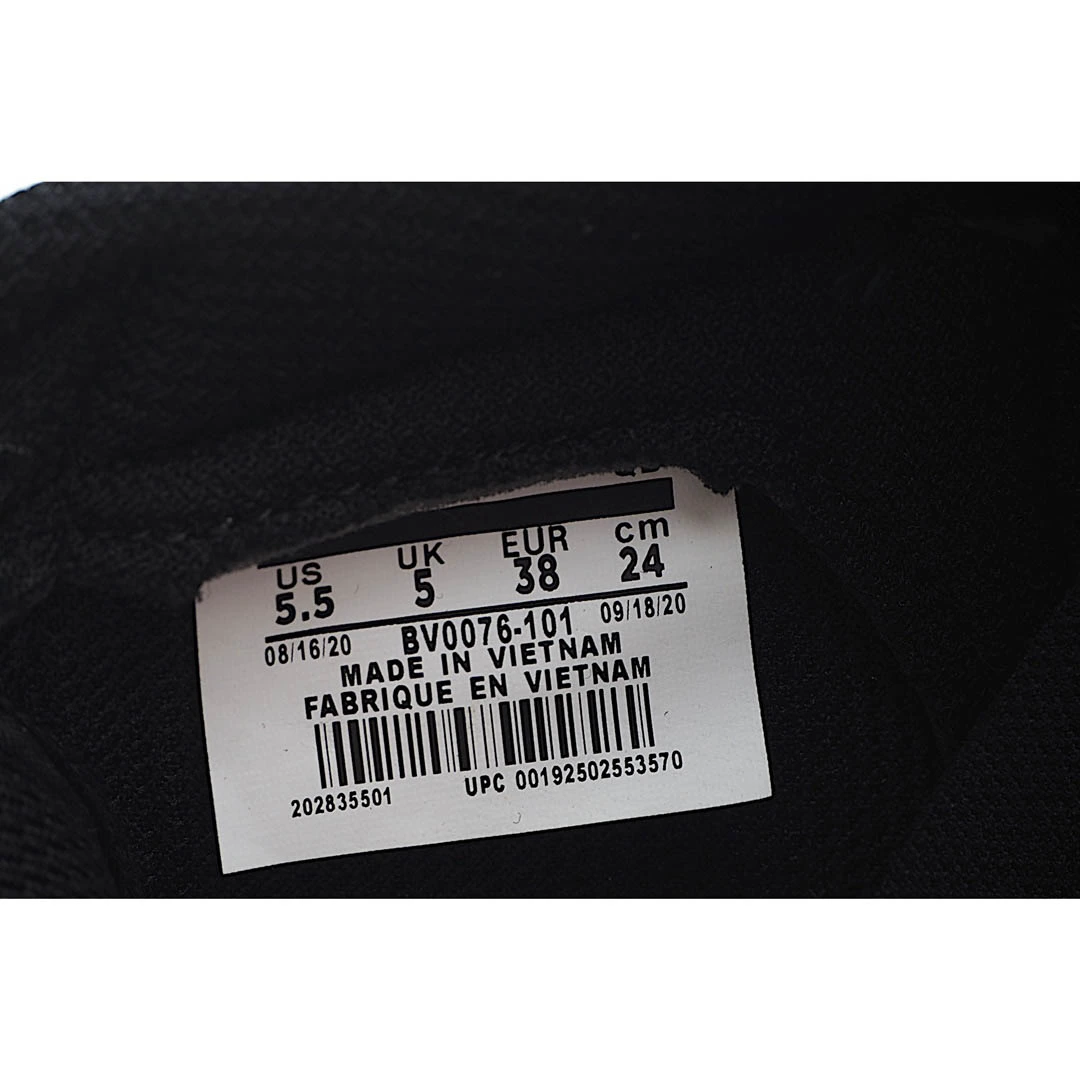 US UK EUR cm
5.5 5 38 24
08/16/20 BV0076-101 09/18/20
MADE IN VIETNAM
FABRIQUE EN VIETNAM
202835501 UPC 00192502553570